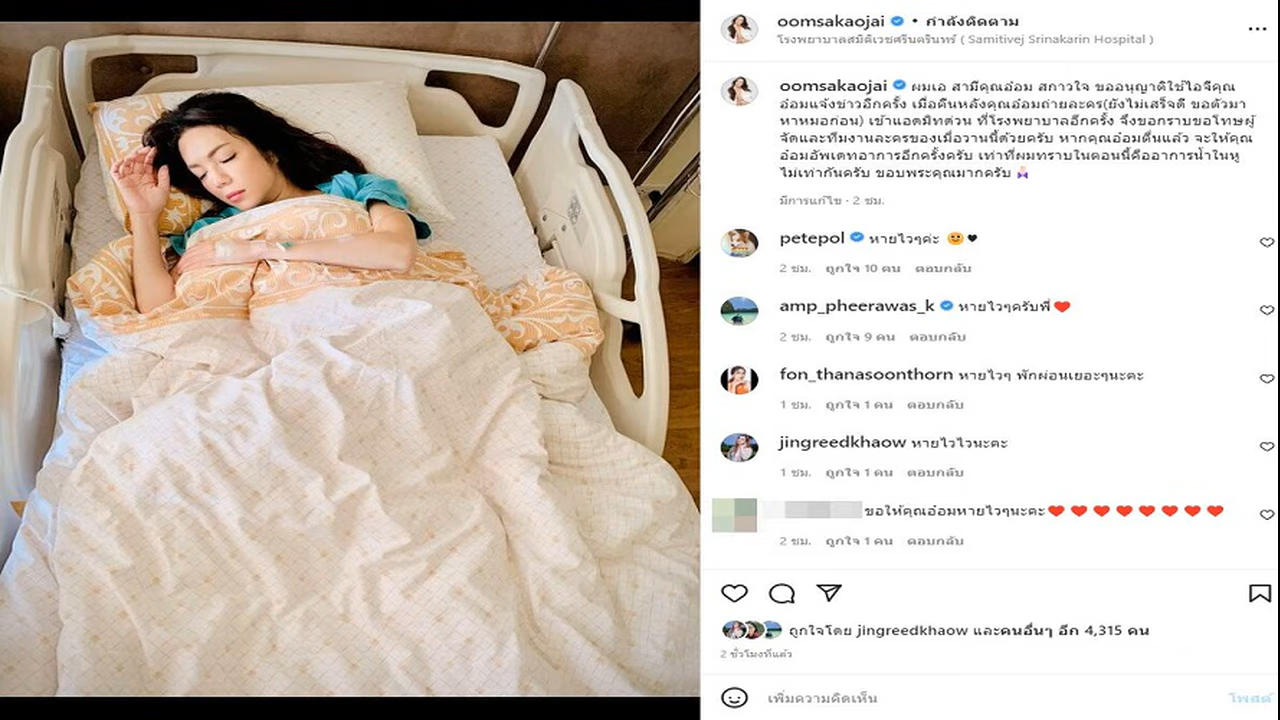 oomsakaojai • กำลังติดตาม
โรงพยาบาลสมิติเวชศรีนครินทร์ ( Samitivej Srinakarin Hospital )
oomsakaojai ผมเอ สามีคุณอ๋อม สกาวใจ ขออนุญาติใช้ไอจีคุณ
อ๋อมแจ้งข่าวอีกครั้ง เมื่อคืนหลังคุณอ๋อมถ่ายละคร(ยังไม่เสร็จดี ขอตัวมา
หาหมอก่อน) เข้าแอดมิทด่วน ที่โรงพยาบาลอีกครั้ง จึงขอกราบขอโทษผู้
จัดและทีมงานละครของเมื่อวานนี้ด้วยครับ หากคุณอ๋อมตื่นแล้ว จะให้คุณ
อ๋อมอัพเดทอาการอีกครั้งครับ เท่าที่ผมทราบในตอนนี้คืออาการน้ำในหู
ไม่เท่ากันครับ ขอบพระคุณมากครับ
มีการแก้ไข · 2 ชม.
petepol หายไวๆค่ะ
2 ชม. ถูกใจ 10 คน ตอบกลับ
amp_pheerawas_k หายไวๆครับพี่
2 ชม. ถูกใจ 9 คน ตอบกลับ
fon_thanasoonthorn หายไวๆ พักผ่อนเยอะๆนะคะ
1 ชม. ถูกใจ 1 คน ตอบกลับ
jingreedkhaow หายไวไวนะคะ
1 ชม. ถูกใจ 1 คน ตอบกลับ
ขอให้คุณอ๋อมหายไวๆนะคะ
2 ชม. ถูกใจ 1 คน ตอบกลับ
ถูกใจโดย jingreedkhaow และคนอื่นๆ อีก 4,315 คน
2 ชั่วโมงที่แล้ว
เพิ่มความคิดเห็น
โพสต์